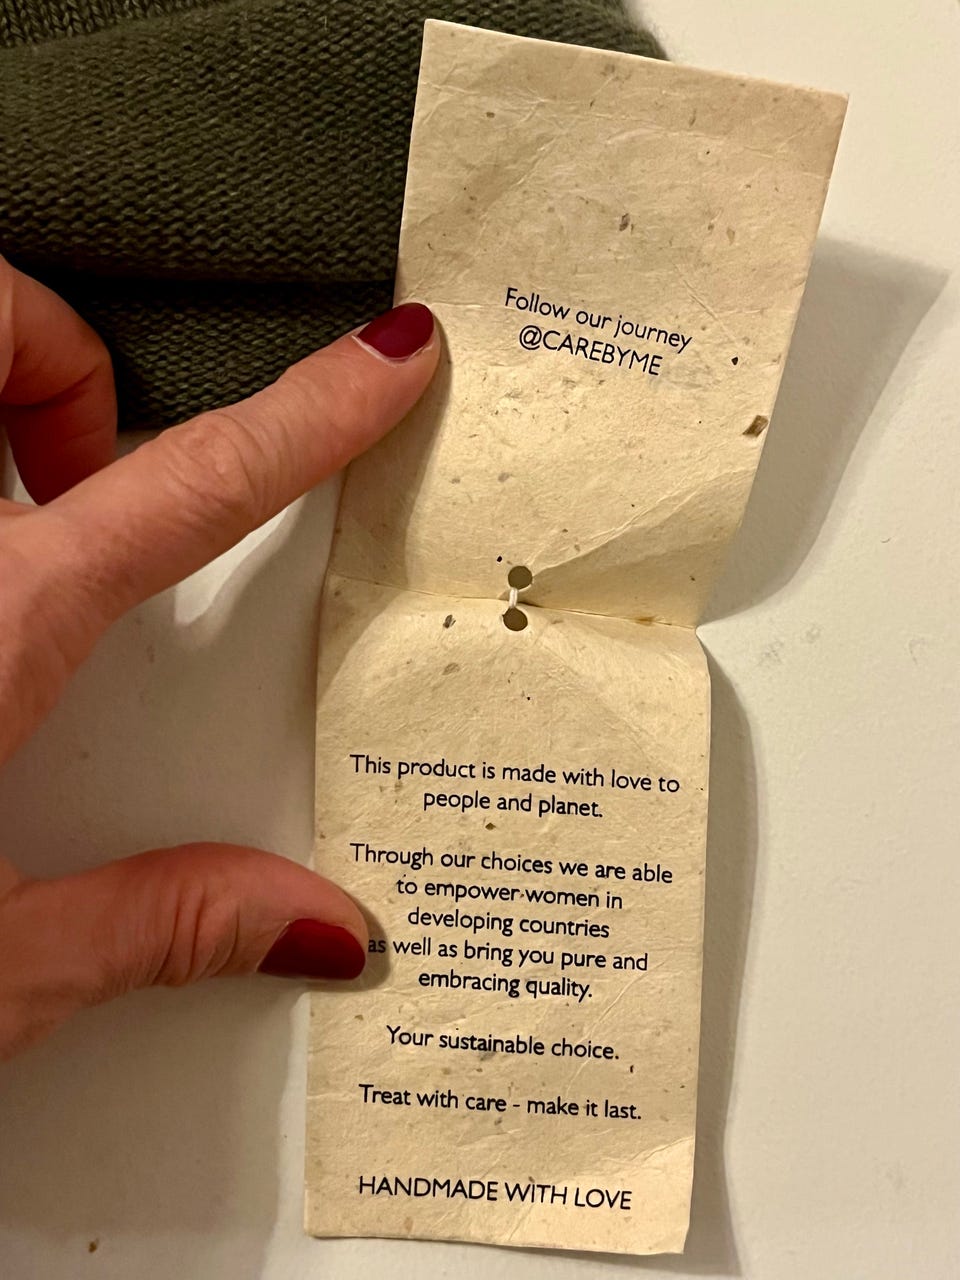 Follow our journey
@CAREBYME
This product is made with love to
people and planet.
Through our choices we are able
to empower women in
developing countries
as well as bring you pure and
embracing quality.
Your sustainable choice.
Treat with care - make it last.
HANDMADE WITH LOVE